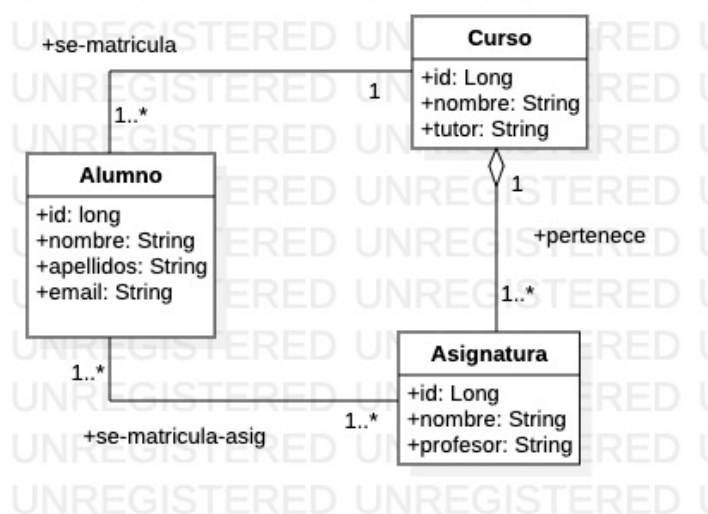 +se-matricula
1
1..*
Curso
+id: Long
+nombre: String
+tutor: String
1
+pertenece
1..*
Alumno
+id: long
+nombre: String
+apellidos: String
+email: String
1..*
+se-matricula-asig
1..*
Asignatura
+id: Long
+nombre: String
+profesor: String
UNREGISTERED UNREGISTERED